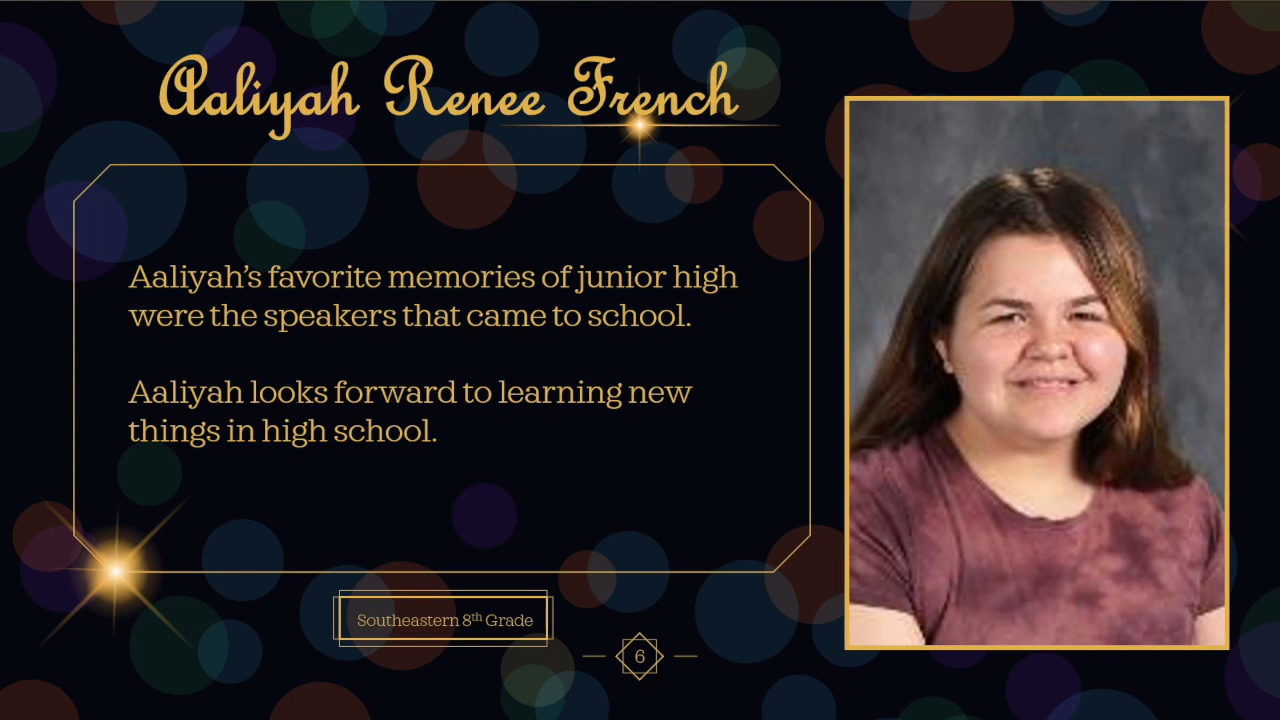 Aaliyah Renee French
Aaliyah’s favorite memories of junior high
were the speakers that came to school.
Aaliyah looks forward to learning new
things in high school.
Southeastern 8th Grade
6